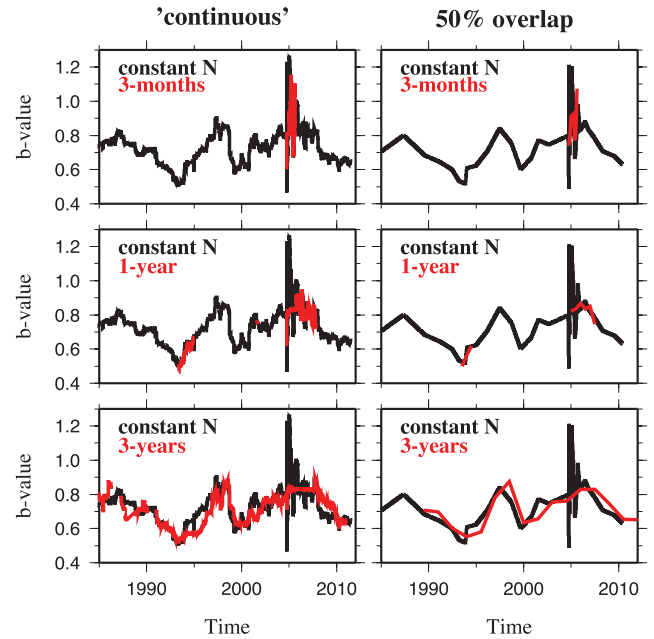 'continuous' 50% overlap
b-value
1.2
1.0
0.8
0.6
0.4
constant N
3-months
constant N
3-months
b-value
1.2
1.0
0.8
0.6
0.4
constant N
1-year
constant N
1-year
b-value
1.2
1.0
0.8
0.6
0.4
constant N
3-years
constant N
3-years
1990 2000 2010 1990 2000 2010
Time Time